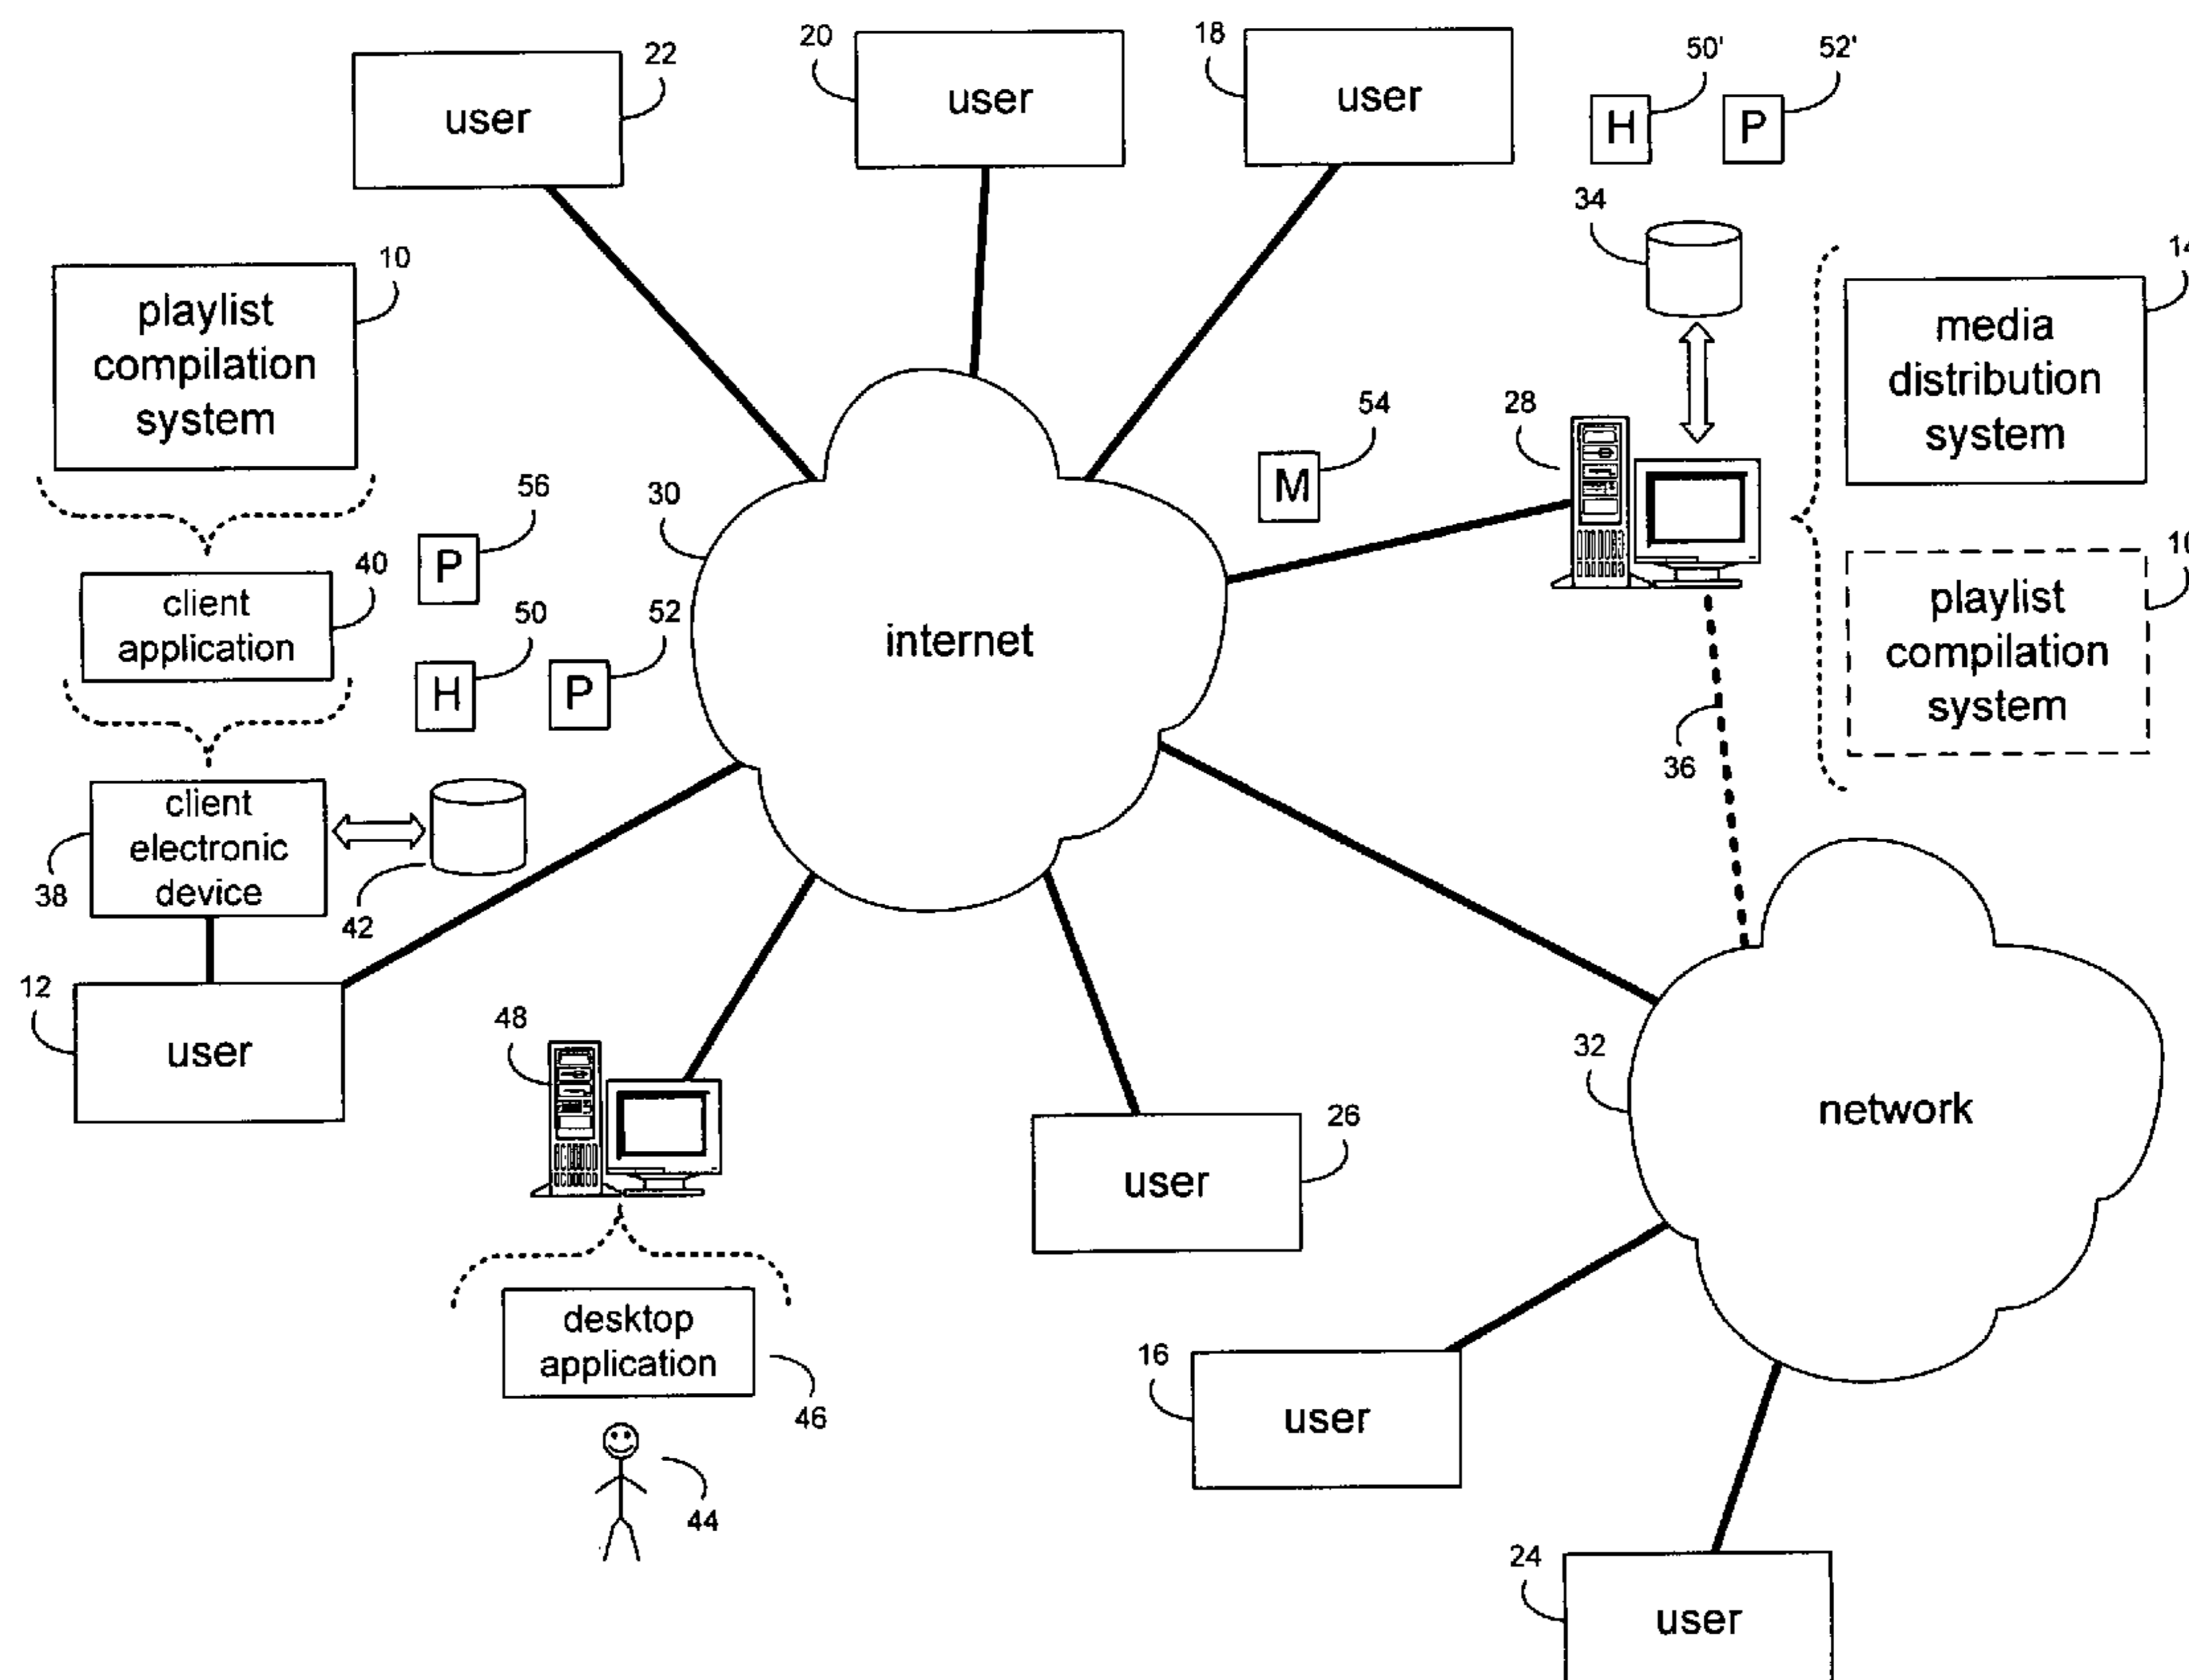 22
user
20
user
18
user
50'
52'
H
P
34
10
playlist
compilation
system
14
media
distribution
system
54
M
28
56
P
30
40
client
application
50
52
H
P
internet
10
playlist
compilation
system
36
client
electronic
device
38
42
12
user
48
32
network
26
user
desktop
application
46
16
user
44
24
user